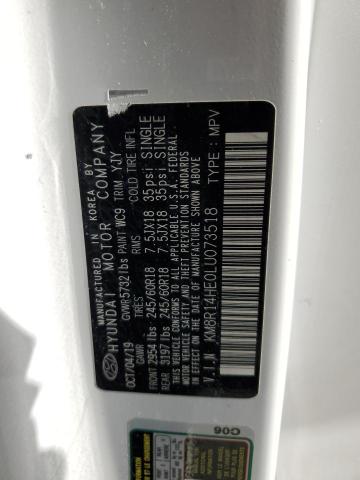 MANUFACTURED IN KOREA BY
HYUNDAI MOTOR COMPANY
OCT/04/19 PAINT WC9 TRIM YJY
GVWR 5732 lbs
GAWR TIRES RIM COLD TIRE INFL
FRONT 2954 lbs 245/60R18 7.5JX18 35psi SINGLE
REAR 3197 lbs 245/60R18 7.5JX18 35psi SINGLE
THIS VEHICLE CONFORMS TO ALL APPLICABLE U.S.A. FEDERAL
MOTOR VEHICLE SAFETY AND BUMPER STANDARDS
IN EFFECT ON THE DATE OF MANUFACTURE SHOWN ABOVE
V.I.N : KM8R14HE0LU073518 TYPE : MPV
C06